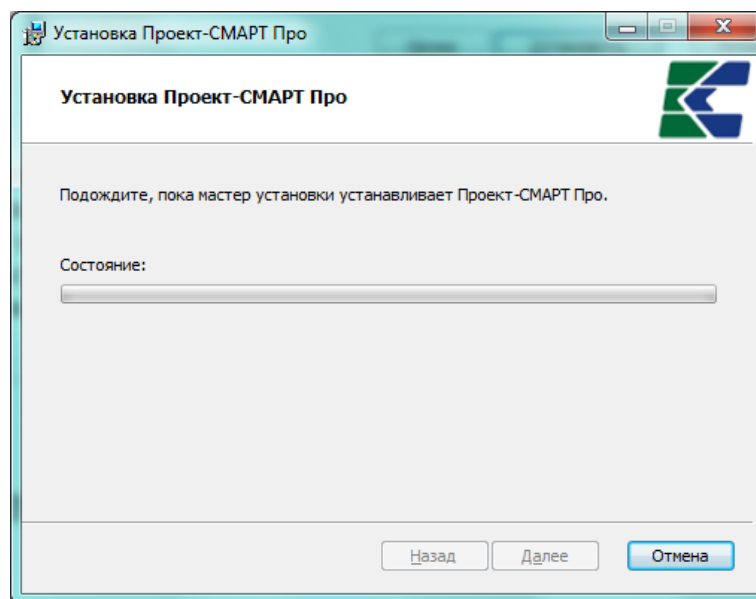 Установка Проект-СМАРТ Про
Установка Проект-СМАРТ Про
Подождите, пока мастер установки устанавливает Проект-СМАРТ Про.
Состояние:
Назад
Далее
Отмена